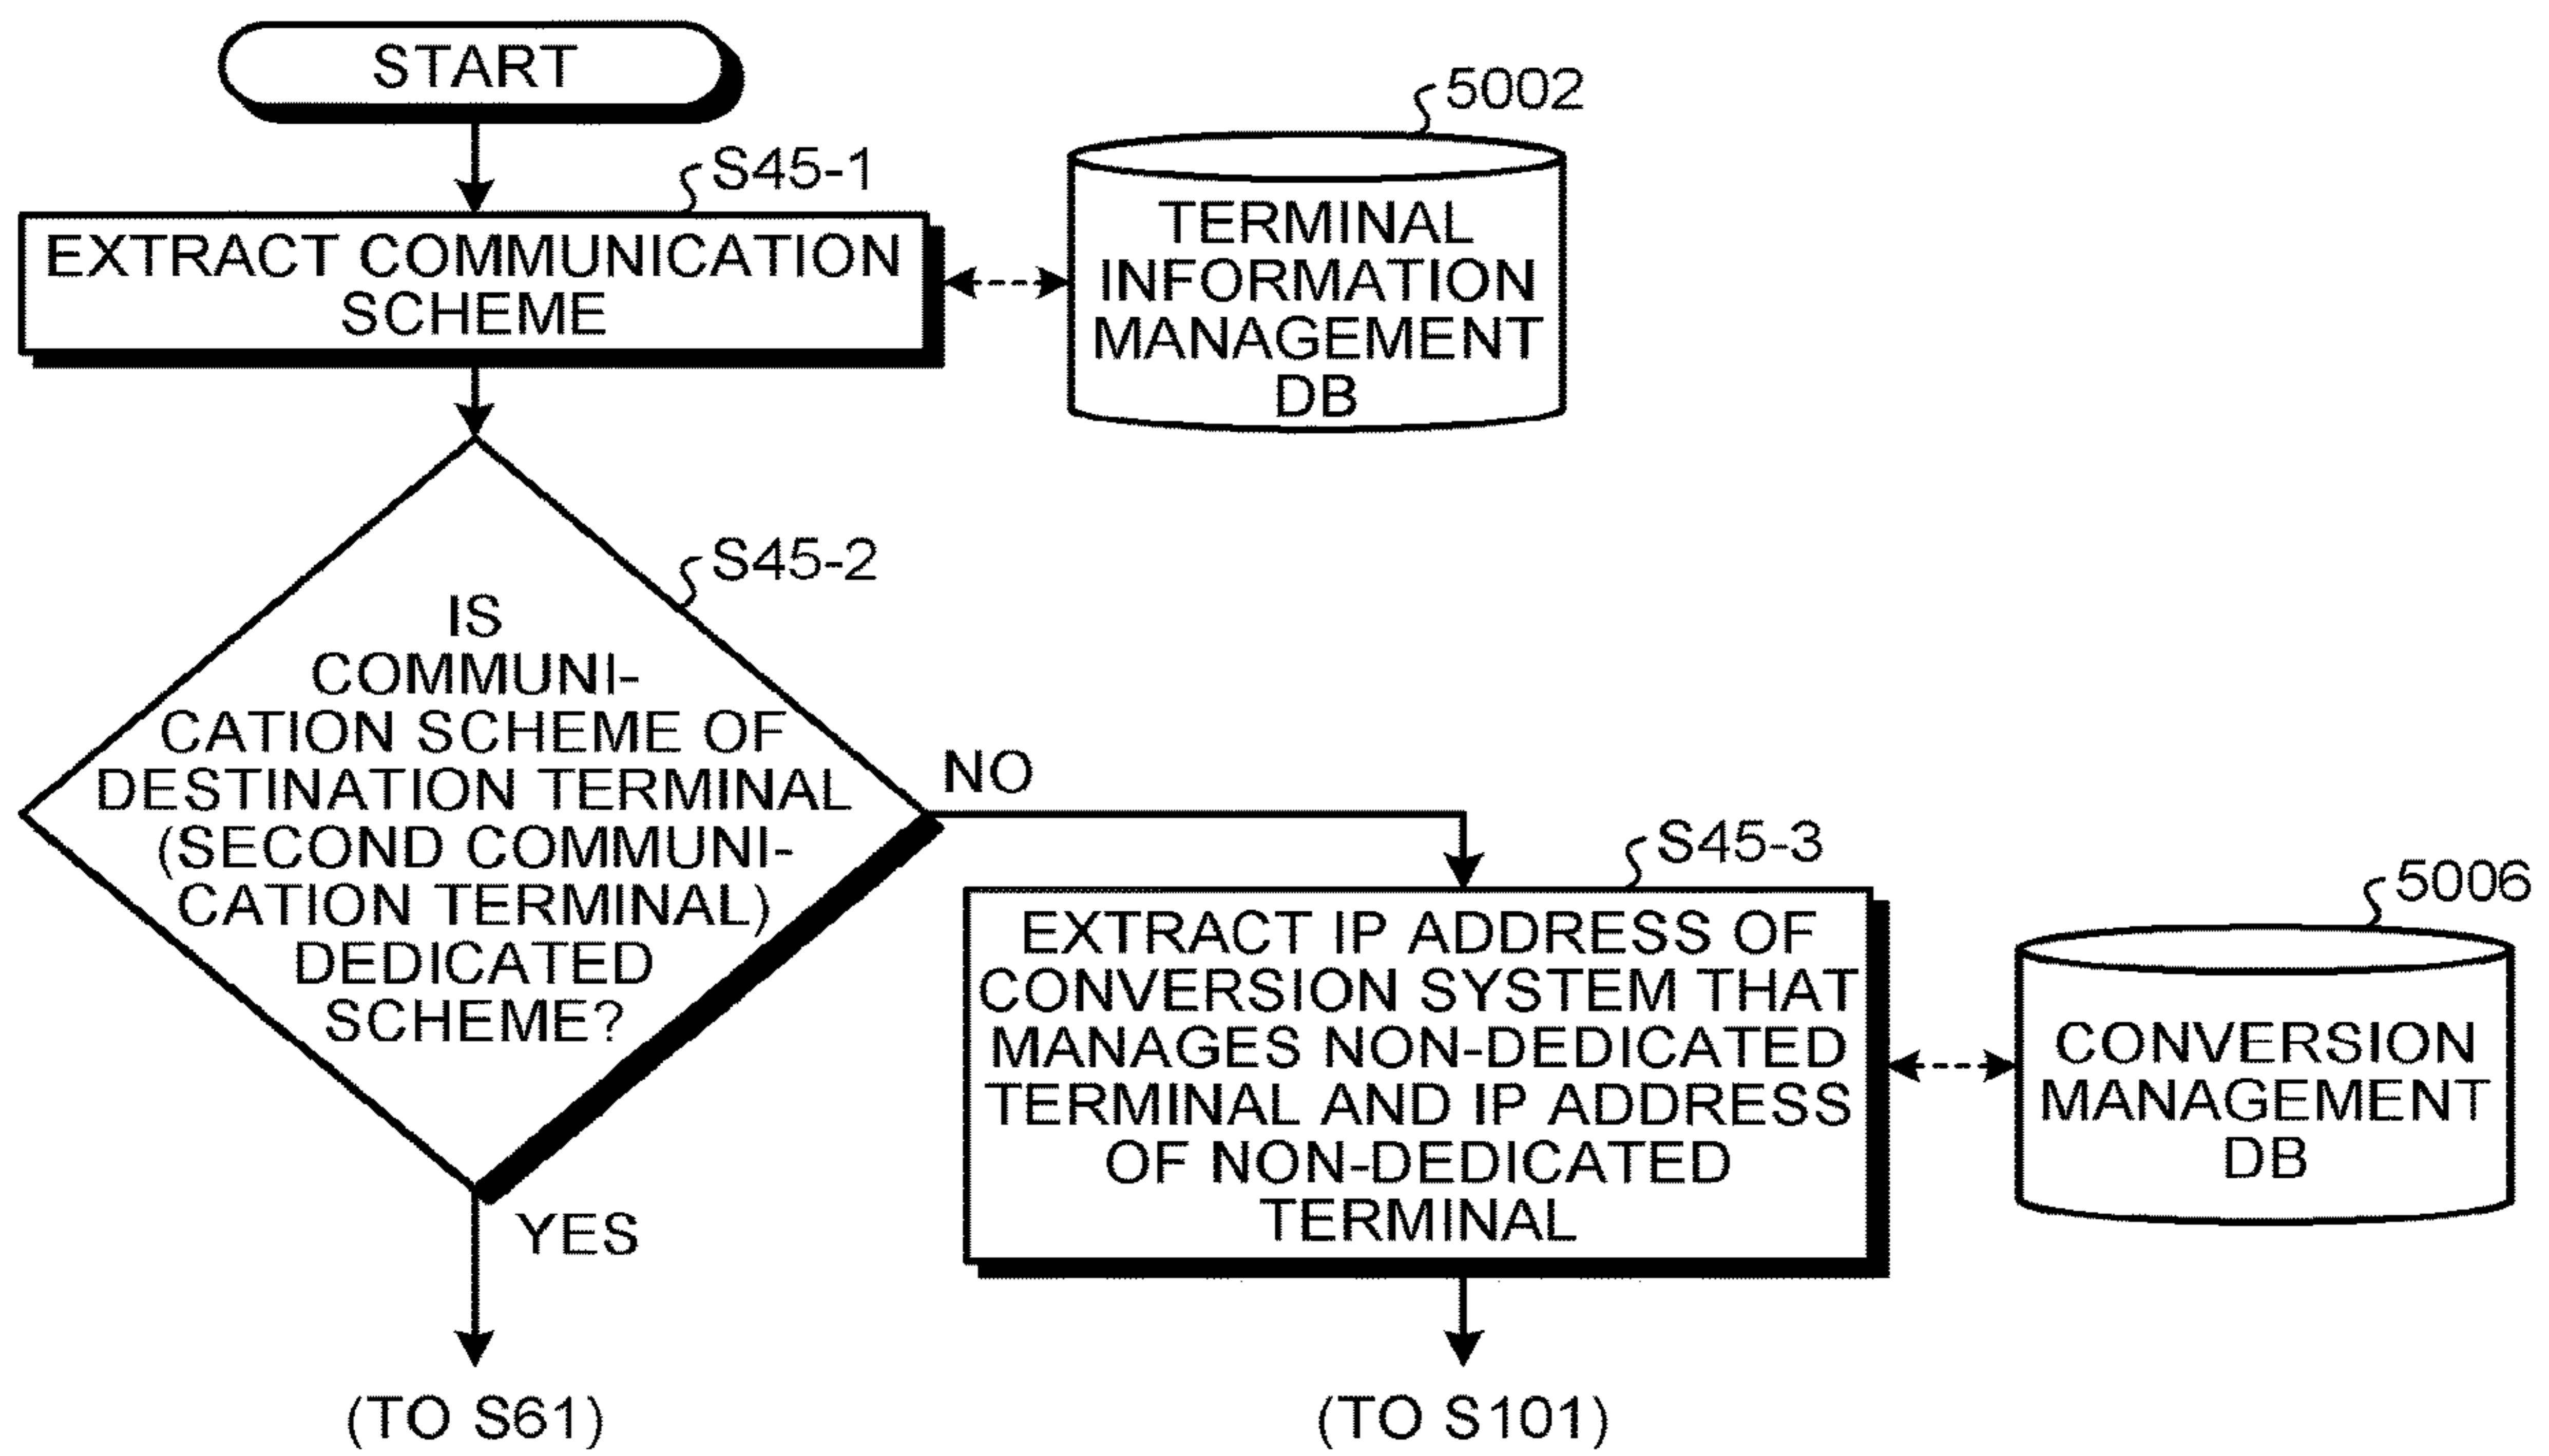 START
5002
S45-1
EXTRACT COMMUNICATION
SCHEME
TERMINAL
INFORMATION
MANAGEMENT
DB
S45-2
IS
COMMUNI-
CATION SCHEME OF
DESTINATION TERMINAL
(SECOND COMMUNI-
CATION TERMINAL)
DEDICATED
SCHEME?
NO
YES
S45-3
EXTRACT IP ADDRESS OF
CONVERSION SYSTEM THAT
MANAGES NON-DEDICATED
TERMINAL AND IP ADDRESS
OF NON-DEDICATED
TERMINAL
5006
CONVERSION
MANAGEMENT
DB
(TO S61)
(TO S101)